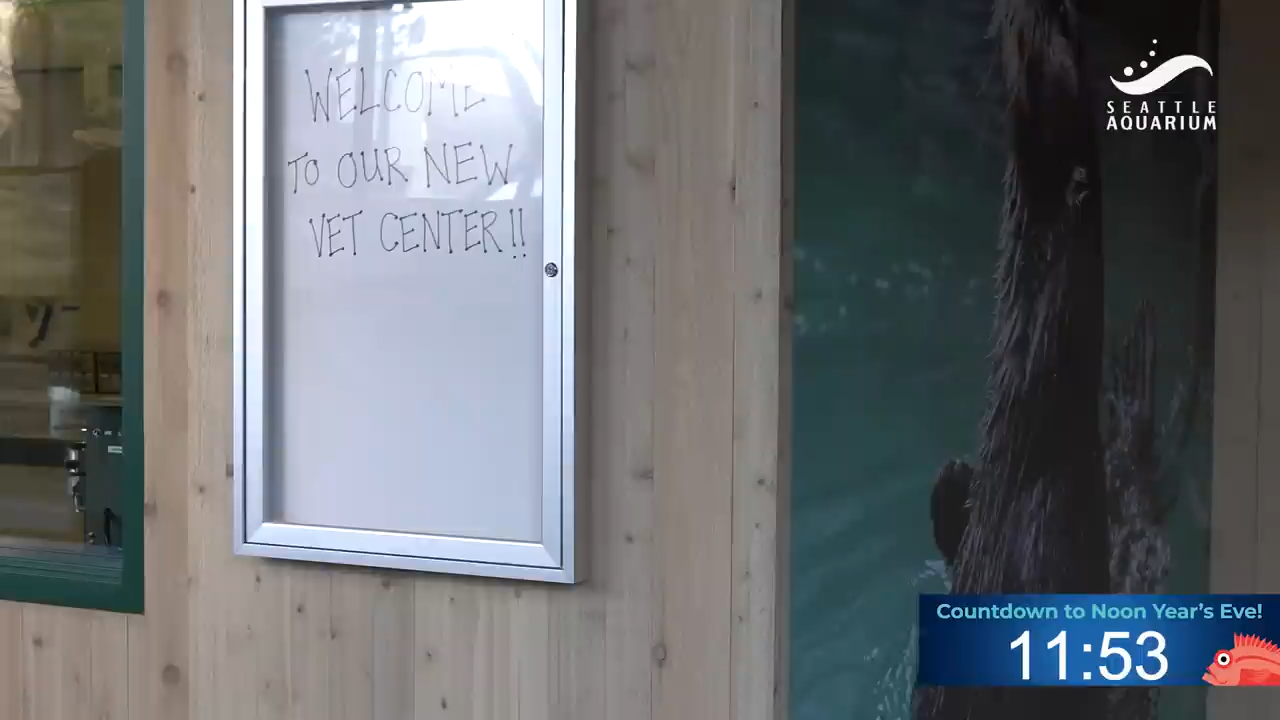 WELCOME
TO OUR NEW
VET CENTER!!
SEATTLE
AQUARIUM
Countdown to Noon Year's Eve!
11:53